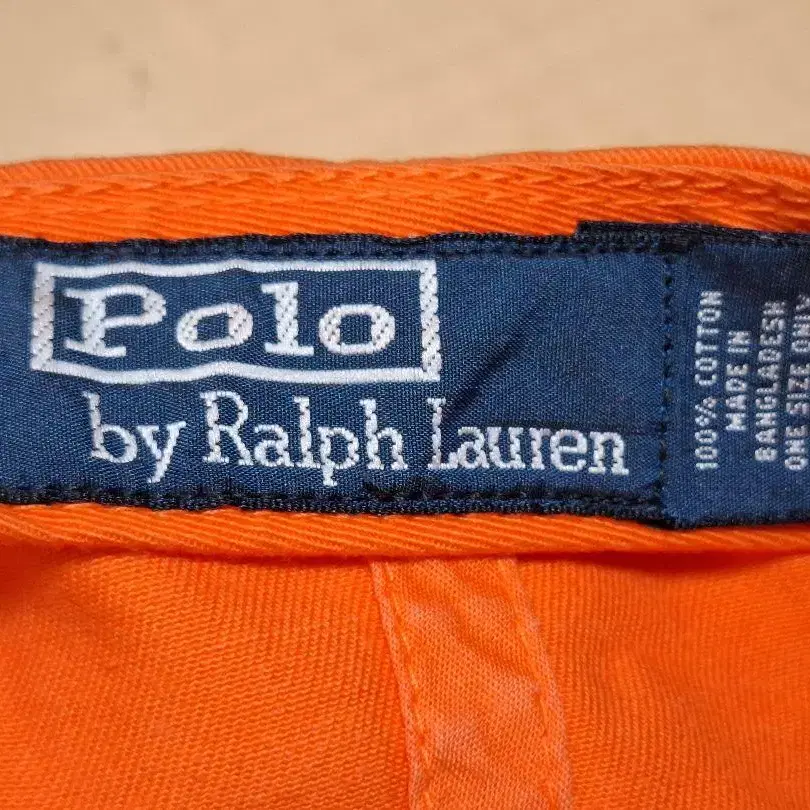 Polo
by Ralph Lauren
100% COTTON
MADE IN
BANGLADESH
ONE SIZE ONLY